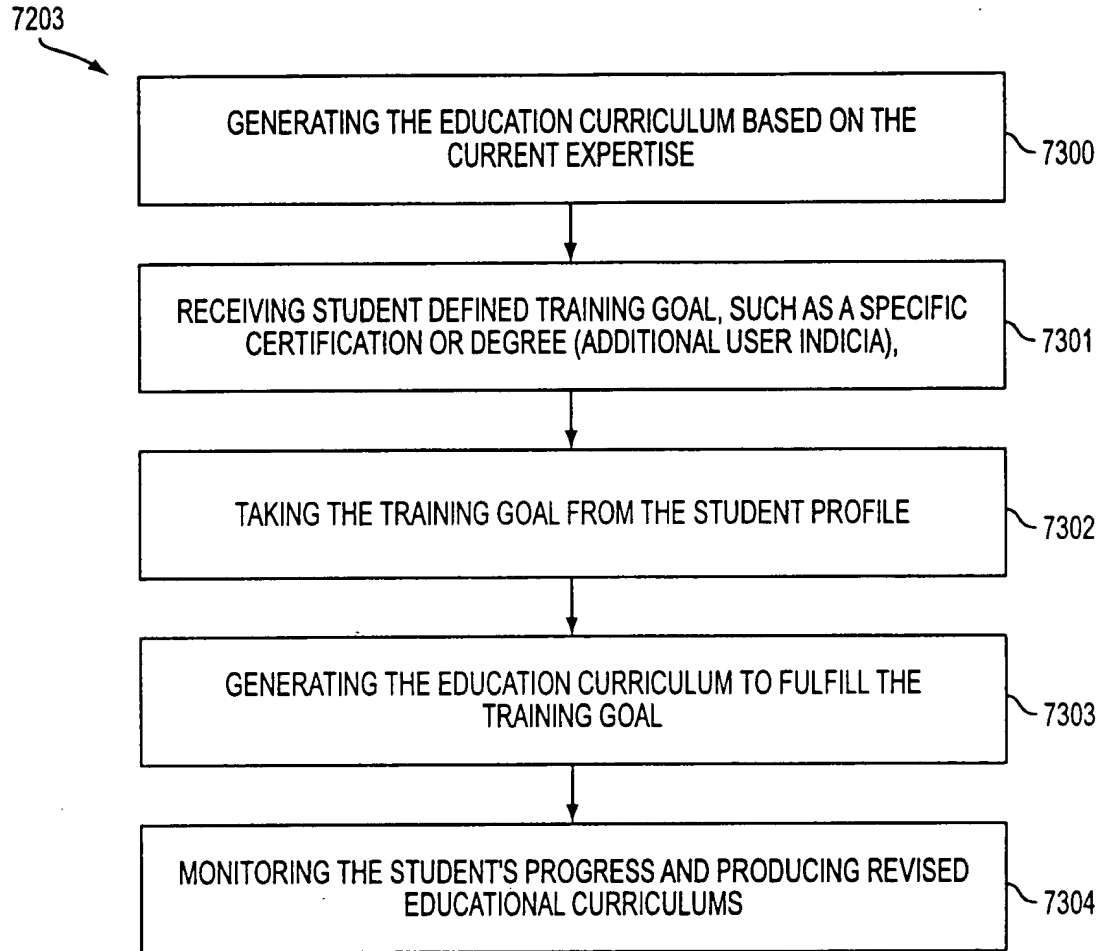 7203
GENERATING THE EDUCATION CURRICULUM BASED ON THE
CURRENT EXPERTISE
7300
RECEIVING STUDENT DEFINED TRAINING GOAL, SUCH AS A SPECIFIC
CERTIFICATION OR DEGREE (ADDITIONAL USER INDICIA),
7301
TAKING THE TRAINING GOAL FROM THE STUDENT PROFILE
7302
GENERATING THE EDUCATION CURRICULUM TO FULFILL THE
TRAINING GOAL
7303
MONITORING THE STUDENT'S PROGRESS AND PRODUCING REVISED
EDUCATIONAL CURRICULUMS
7304